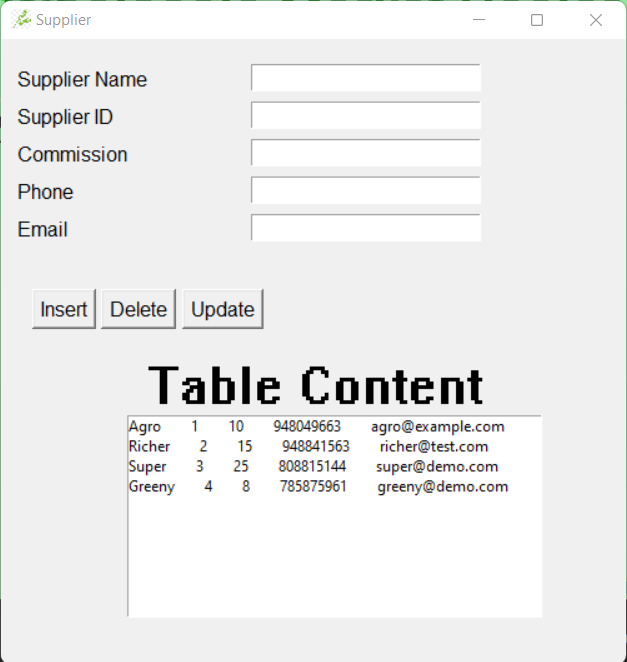 Supplier
Supplier Name
Supplier ID
Commission
Phone
Email
Insert Delete Update
Table Content
Agro 1 10 948049663 agro@example.com
Richer 2 15 948841563 richer@test.com
Super 3 25 808815144 super@demo.com
Greeny 4 8 785875961 greeny@demo.com